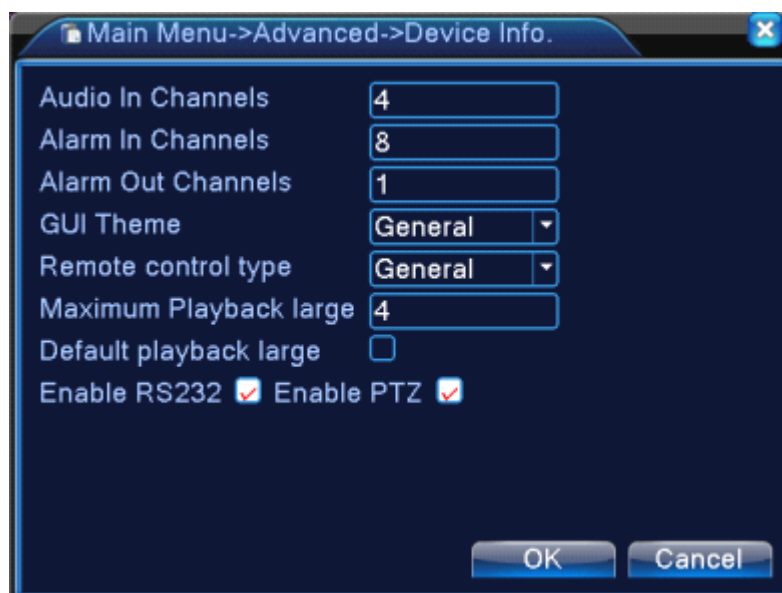 Main Menu->Advanced->Device Info.
Audio In Channels 4
Alarm In Channels 8
Alarm Out Channels 1
GUI Theme General
Remote control type General
Maximum Playback large 4
Default playback large
Enable RS232 Enable PTZ
OK Cancel